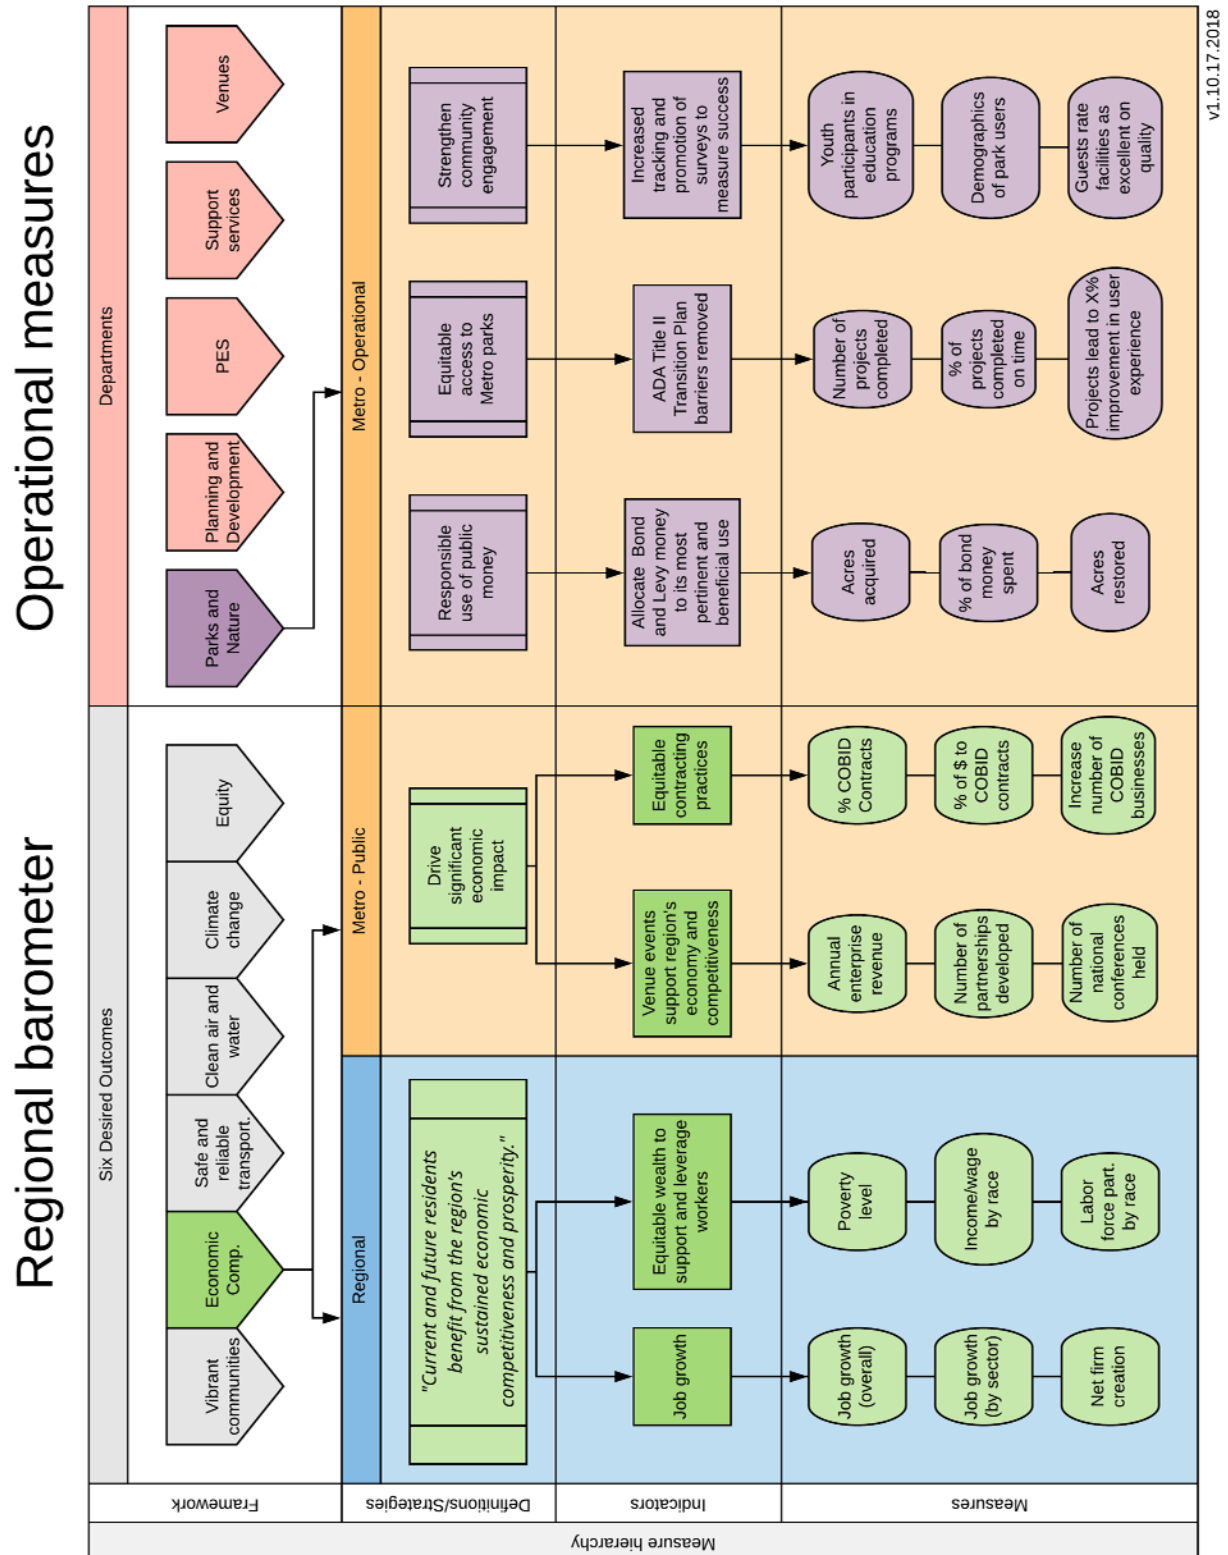 Regional barometer
Operational measures
Six Desired Outcomes
Departments
Measure hierarchy
Framework
Vibrant
communities
Economic
Comp.
Safe and
reliable
transport.
Clean air and
water
Climate
change
Equity
Parks and
Nature
Planning and
Development
PES
Support
services
Venues
Regional
Metro - Public
Metro - Operational
Definitions/Strategies
"Current and future residents
benefit from the region's
sustained economic
competitiveness and prosperity."
Drive
significant
economic
impact
Responsible
use of public
money
Equitable
access to
Metro parks
Strengthen
community
engagement
Indicators
Job growth
Equitable wealth to
support and leverage
workers
Venue events
support region's
economy and
competitiveness
Equitable
contracting
practices
Allocate Bond
and Levy money
to its most
pertinent and
beneficial use
ADA Title II
Transition Plan
barriers removed
Increased
tracking and
promotion of
surveys to
measure success
Measures
Job growth
(overall)
Poverty
level
Annual
enterprise
revenue
% COBID
Contracts
Acres
acquired
Number of
projects
completed
Youth
participants in
education
programs
Job growth
(by sector)
Income/wage
by race
Number of
partnerships
developed
% of $ to
COBID
contracts
% of bond
money
spent
% of
projects
completed
on time
Demographics
of park users
Net firm
creation
Labor
force part.
by race
Number of
national
conferences
held
Increase
number of
COBID
businesses
Acres
restored
Projects lead to X%
improvement in user
experience
Guests rate
facilities as
excellent on
quality
v1.10.17.2018